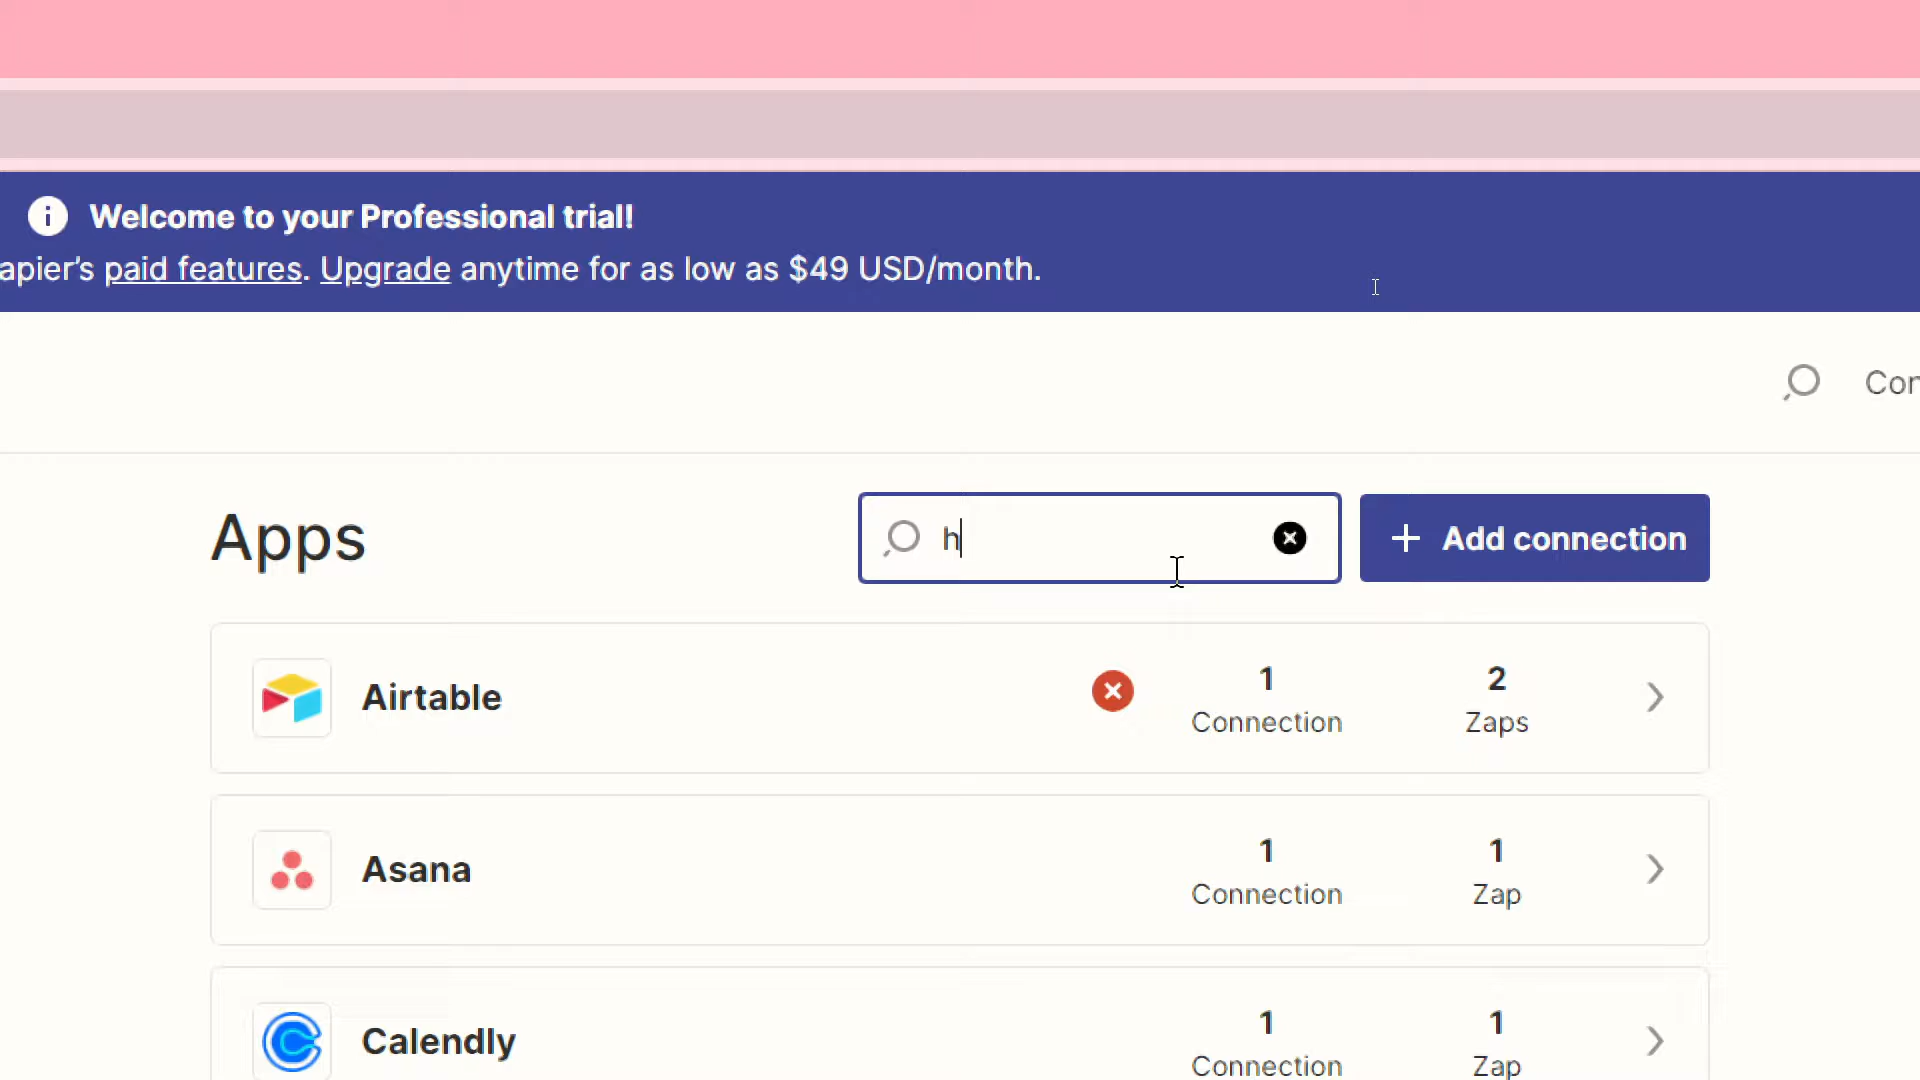 Welcome to your Professional trial!
apier’s paid features. Upgrade anytime for as low as $49 USD/month.
Con
Apps
h
Add connection
Airtable
1
Connection
2
Zaps
Asana
1
Connection
1
Zap
Calendly
1
Connection
1
Zap